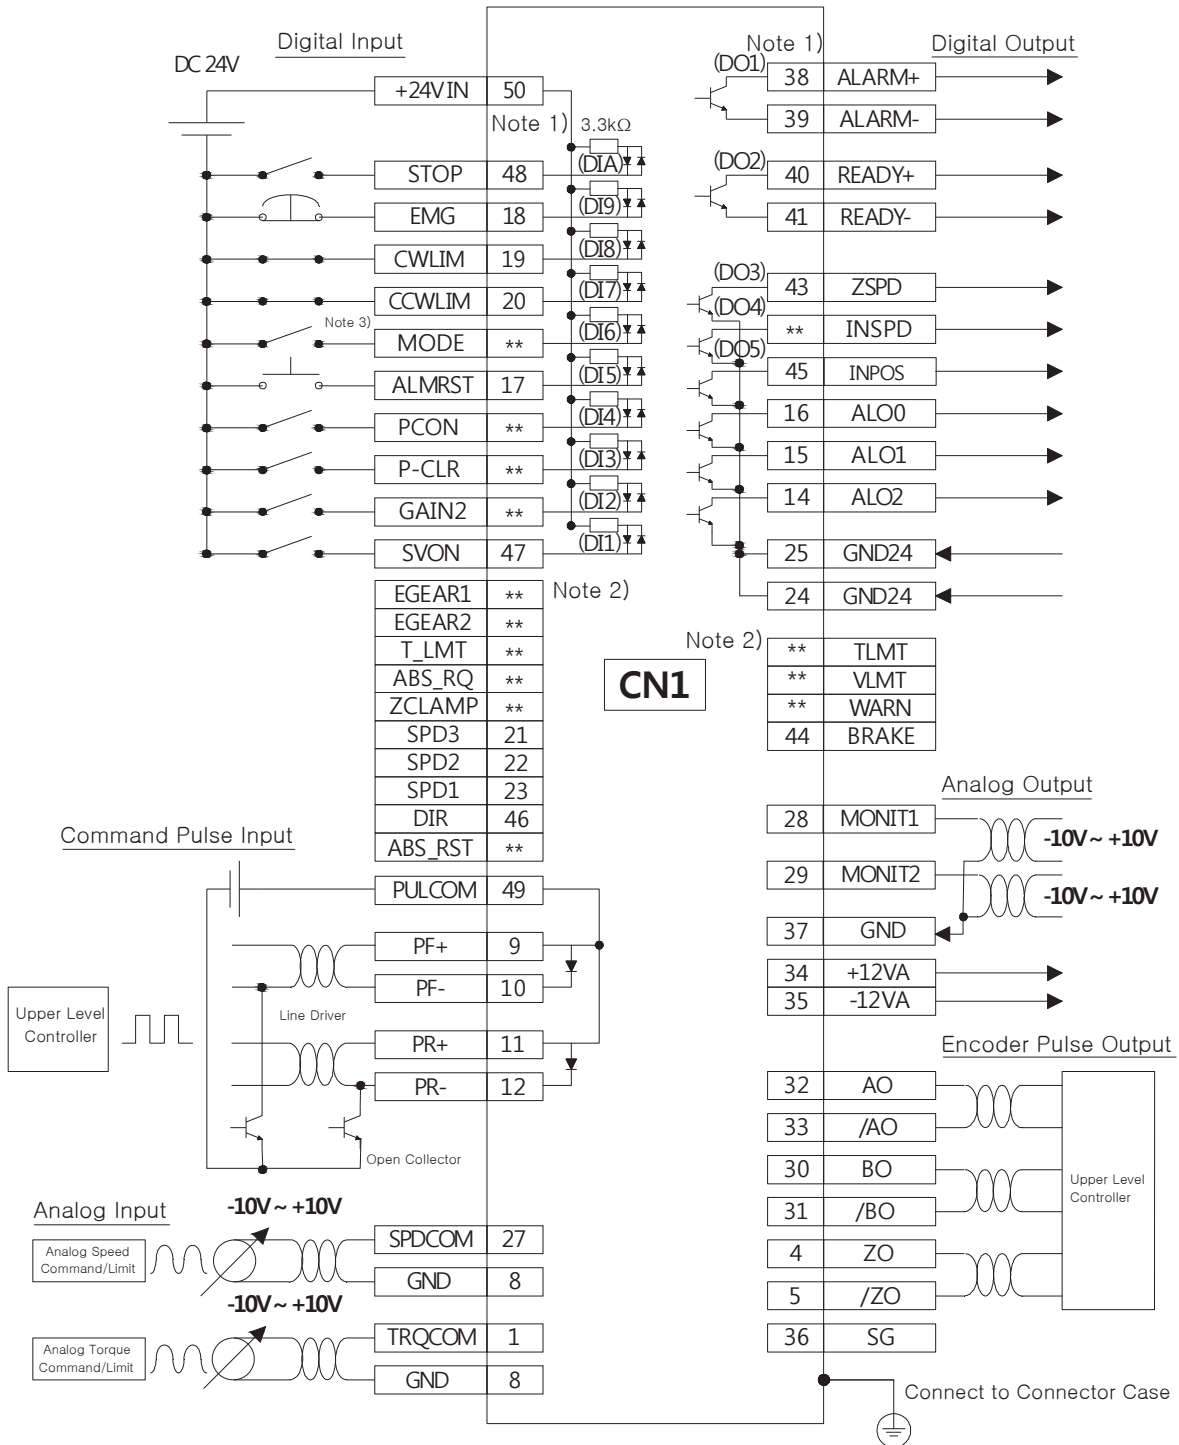 Digital Input
DC 24V
+24VIN 50
Note 1)
3.3kΩ
(DIA)
STOP 48
(DI9)
EMG 18
(DI8)
CWLIM 19
(DI7)
CCWLIM 20
Note 3)
(DI6)
MODE **
(DI5)
ALMRST 17
(DI4)
PCON **
(DI3)
P-CLR **
(DI2)
GAIN2 **
(DI1)
SVON 47
Note 2)
EGEAR1 **
EGEAR2 **
T_LMT **
ABS_RQ **
ZCLAMP **
SPD3 21
SPD2 22
SPD1 23
DIR 46
ABS_RST **
Command Pulse Input
PULCOM 49
PF+ 9
PF- 10
Upper Level
Controller
Line Driver
PR+ 11
PR- 12
Open Collector
Analog Input
-10V ~ +10V
Analog Speed
Command/Limit
SPDCOM 27
GND 8
-10V ~ +10V
Analog Torque
Command/Limit
TRQCOM 1
GND 8
CN1
Note 1)
Digital Output
(DO1)
38 ALARM+
39 ALARM-
(DO2)
40 READY+
41 READY-
(DO3)
43 ZSPD
(DO4)
** INSPD
(DO5)
45 INPOS
16 ALO0
15 ALO1
14 ALO2
25 GND24
24 GND24
Note 2)
** TLMT
** VLMT
** WARN
44 BRAKE
Analog Output
28 MONIT1
-10V ~ +10V
29 MONIT2
-10V ~ +10V
37 GND
34 +12VA
35 -12VA
Encoder Pulse Output
32 AO
33 /AO
30 BO
31 /BO
4 ZO
5 /ZO
Upper Level
Controller
36 SG
Connect to Connector Case